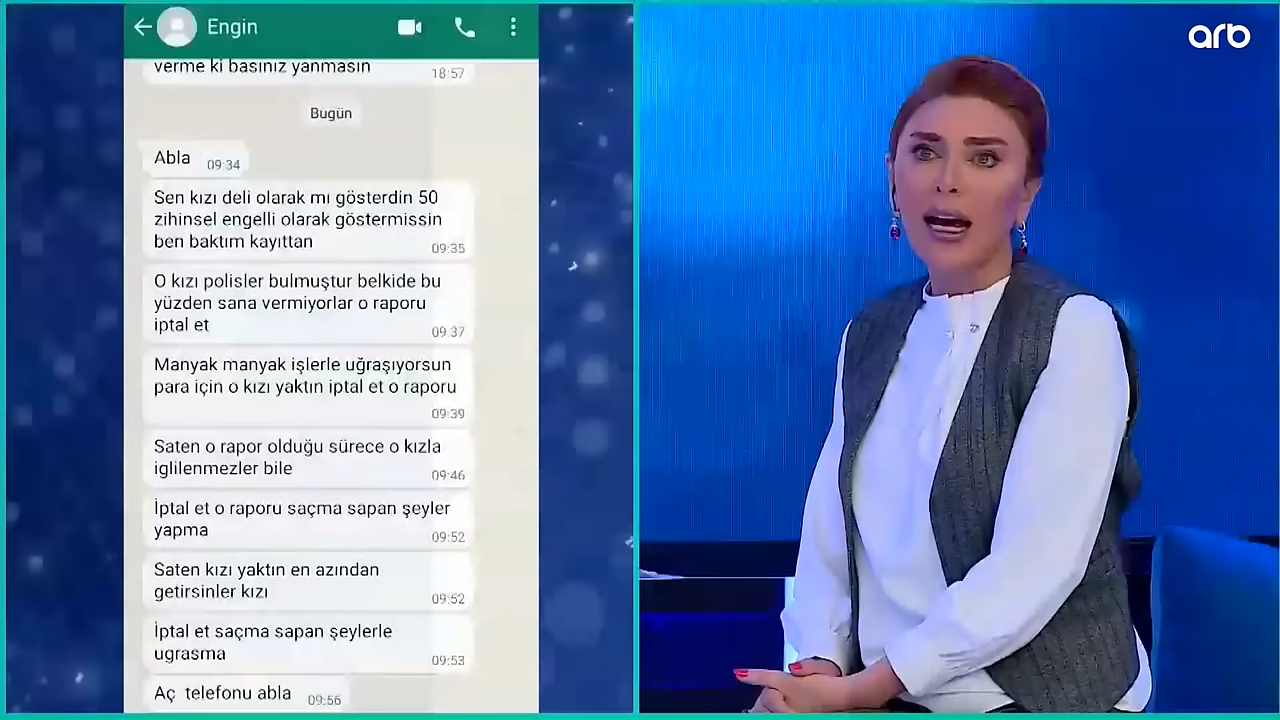 Engin
verme ki basınız yanmasın
18:57
Bugün
Abla 09:34
Sen kızı deli olarak mı gösterdin 50
zihinsel engelli olarak göstermissin
ben baktım kayıttan
09:35
O kızı polisler bulmuştur belkide bu
yüzden sana vermiyorlar o raporu
iptal et
09:37
Manyak manyak işlerle uğraşıyorsun
para için o kızı yaktın iptal et o raporu
09:39
Saten o rapor olduğu sürece o kızla
iglilenmezler bile
09:46
İptal et o raporu saçma sapan şeyler
yapma
09:52
Saten kızı yaktın en azından
getirsinler kızı
09:52
İptal et saçma sapan şeylerle
ugrasma
09:53
Aç telefonu abla 09:56
arb